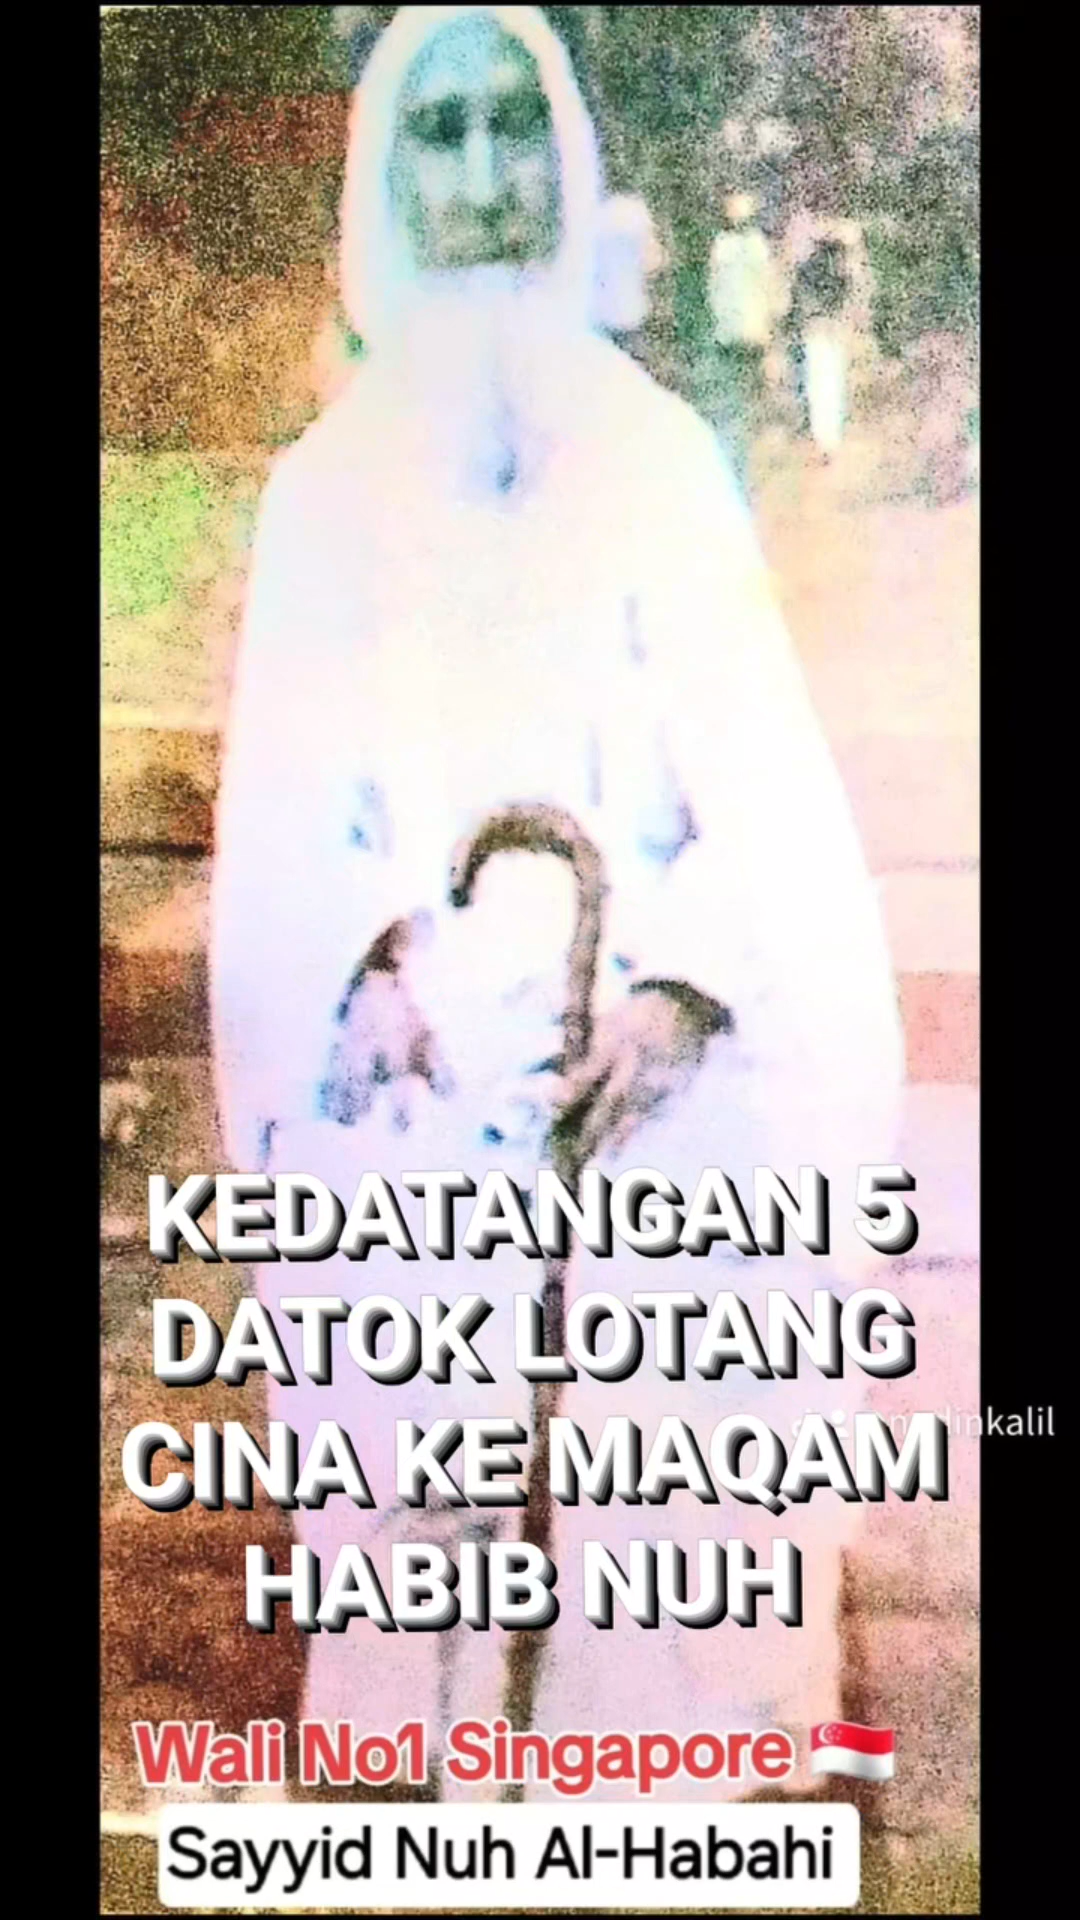 KEDATANGAN 5
DATOK LOTANG
CINA KE MAQAM
HABIB NUH
Wali No1 Singapore 🇸🇬
Sayyid Nuh Al-Habahi